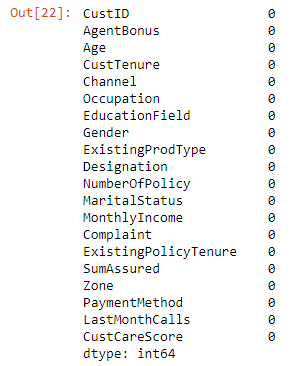 Out[22]: CustID 0
AgentBonus 0
Age 0
CustTenure 0
Channel 0
Occupation 0
EducationField 0
Gender 0
ExistingProdType 0
Designation 0
NumberOfPolicy 0
MaritalStatus 0
MonthlyIncome 0
Complaint 0
ExistingPolicyTenure 0
SumAssured 0
Zone 0
PaymentMethod 0
LastMonthCalls 0
CustCareScore 0
dtype: int64